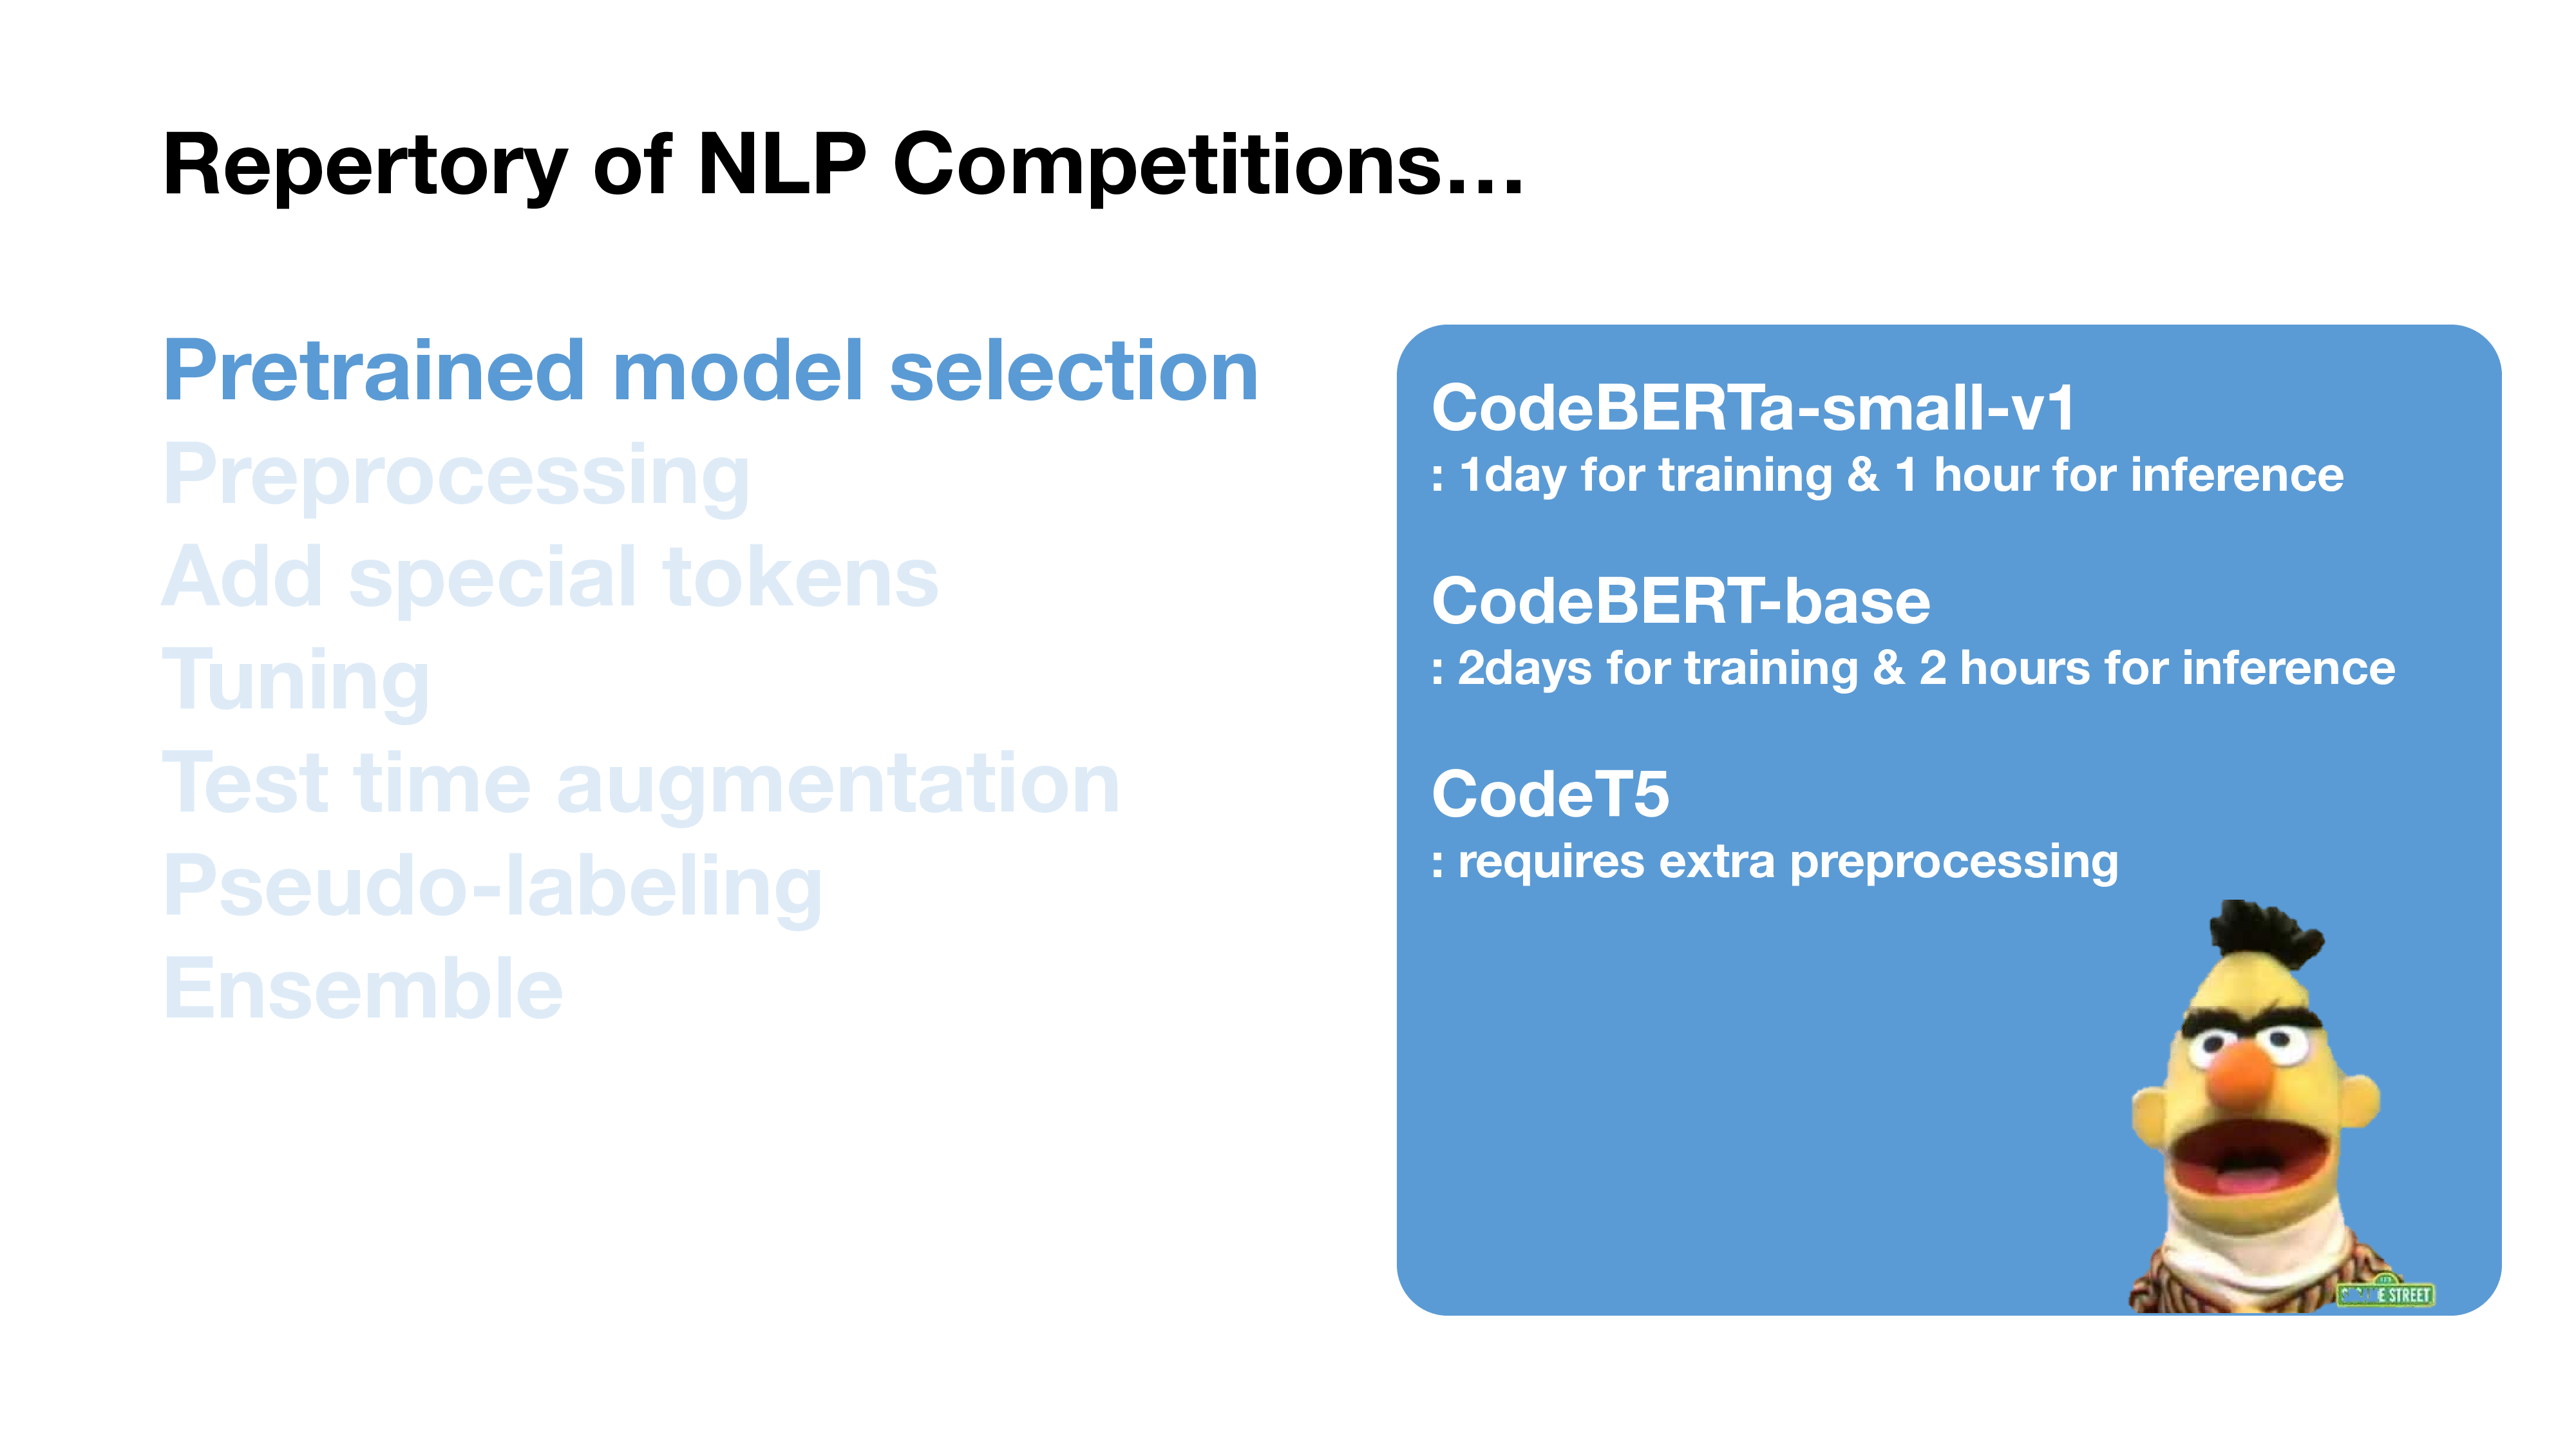 Repertory of NLP Competitions…
Pretrained model selection
Preprocessing
Add special tokens
Tuning
Test time augmentation
Pseudo-labeling
Ensemble
CodeBERTa-small-v1
: 1day for training & 1 hour for inference
CodeBERT-base
: 2days for training & 2 hours for inference
CodeT5
: requires extra preprocessing
STREET